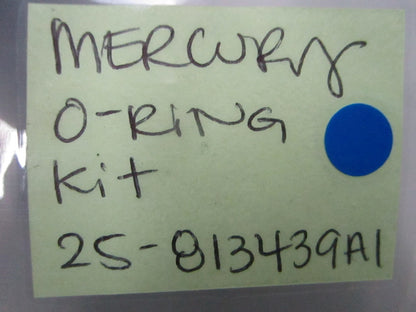 MERCURY
O-RING
Kit
25-813439A1